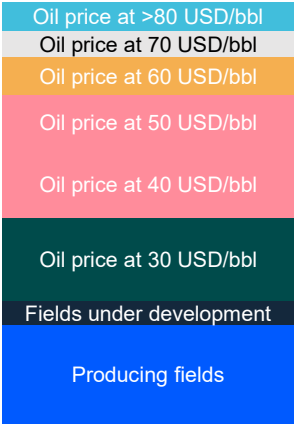 Oil price at >80 USD/bbl
Oil price at 70 USD/bbl
Oil price at 60 USD/bbl
Oil price at 50 USD/bbl
Oil price at 40 USD/bbl
Oil price at 30 USD/bbl
Fields under development
Producing fields